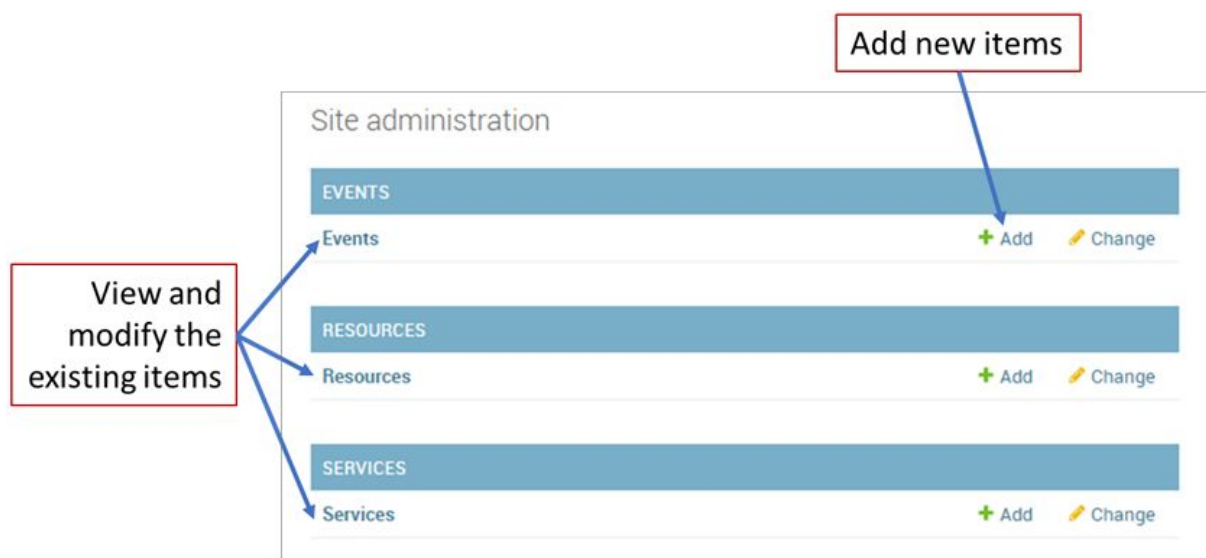 Add new items
Site administration
EVENTS
Events Add Change
View and
modify the
existing items
RESOURCES
Resources Add Change
SERVICES
Services Add Change